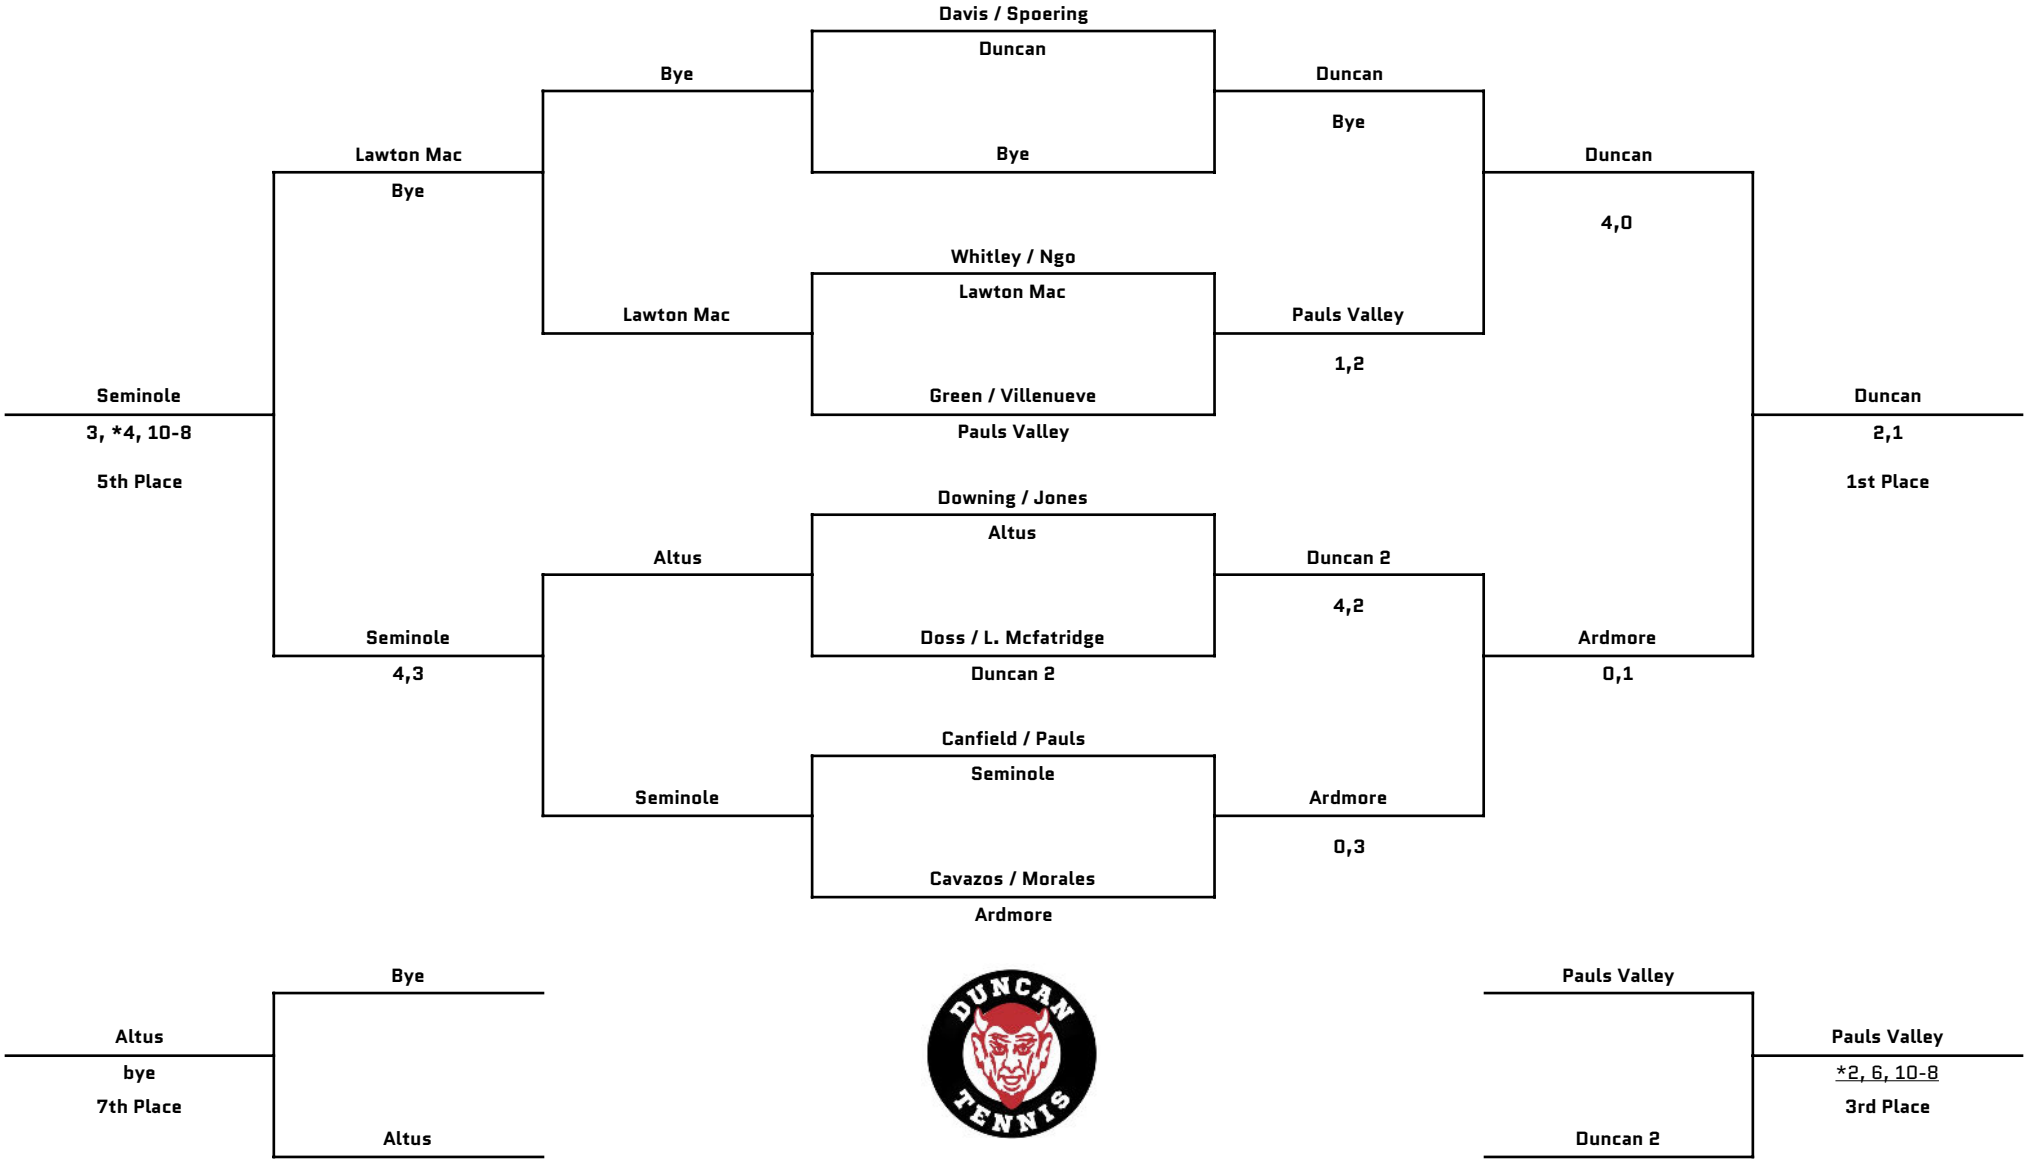 Davis / Spoering
Duncan
Bye
Duncan
Bye
Lawton Mac
Bye
Bye
Duncan
4,0
Whitley / Ngo
Lawton Mac
Lawton Mac
Pauls Valley
1,2
Seminole
3, *4, 10-8
5th Place
Green / Villenueve
Pauls Valley
Duncan
2,1
1st Place
Downing / Jones
Altus
Altus
Duncan 2
4,2
Seminole
4,3
Doss / L. Mcfatridge
Duncan 2
Ardmore
0,1
Canfield / Pauls
Seminole
Seminole
Ardmore
0,3
Cavazos / Morales
Ardmore
Bye
Altus
bye
7th Place
Altus
DUNCAN
TENNIS
Pauls Valley
Pauls Valley
*2, 6, 10-8
3rd Place
Duncan 2